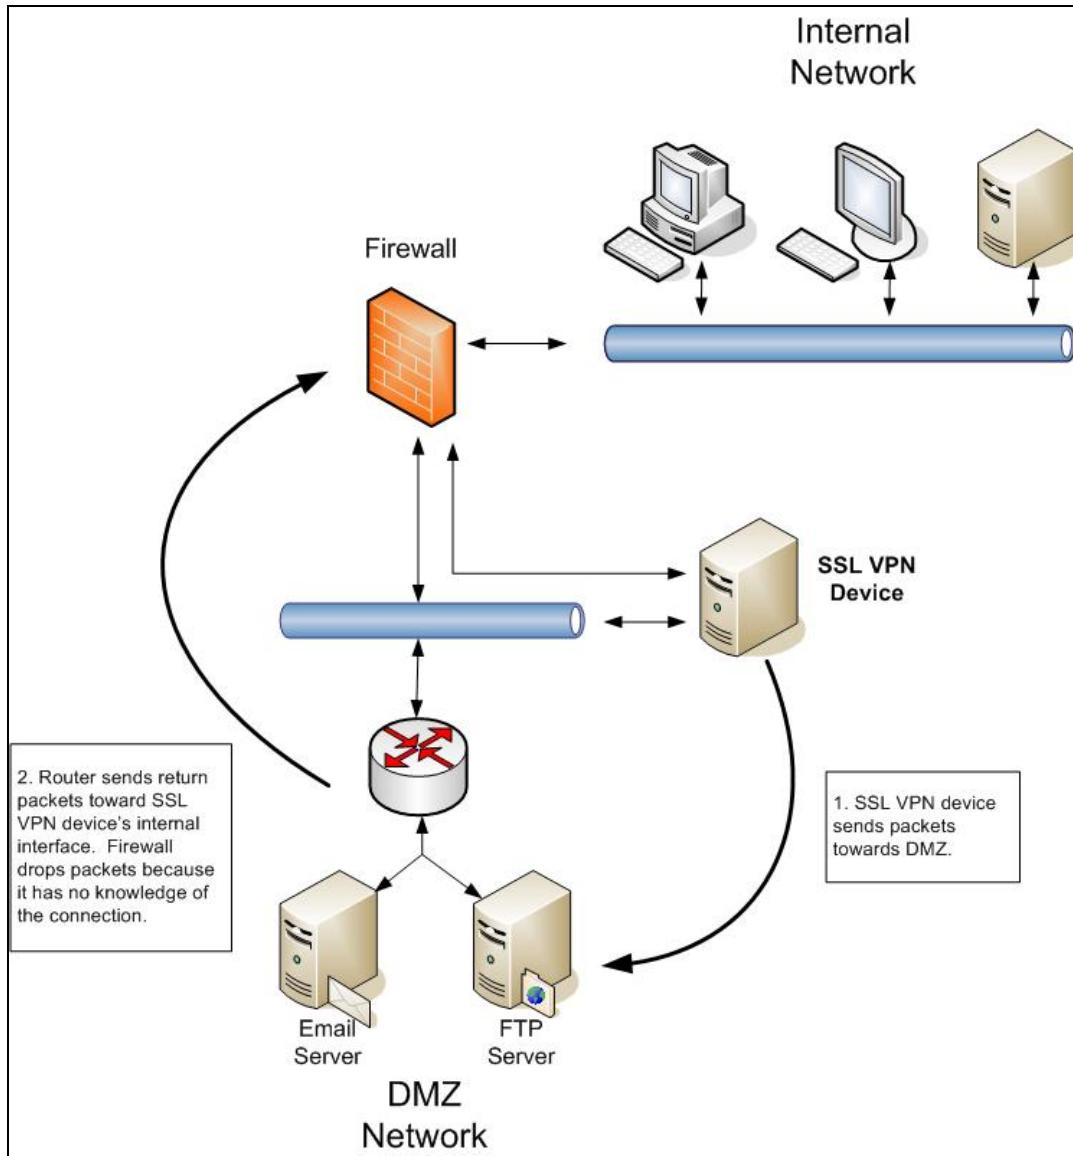 Internal
Network
Firewall
SSL VPN
Device
2. Router sends return
packets toward SSL
VPN device's internal
interface.  Firewall
drops packets because
it has no knowledge of
the connection.
1. SSL VPN device
sends packets
towards DMZ.
Email
Server
FTP
Server
DMZ
Network